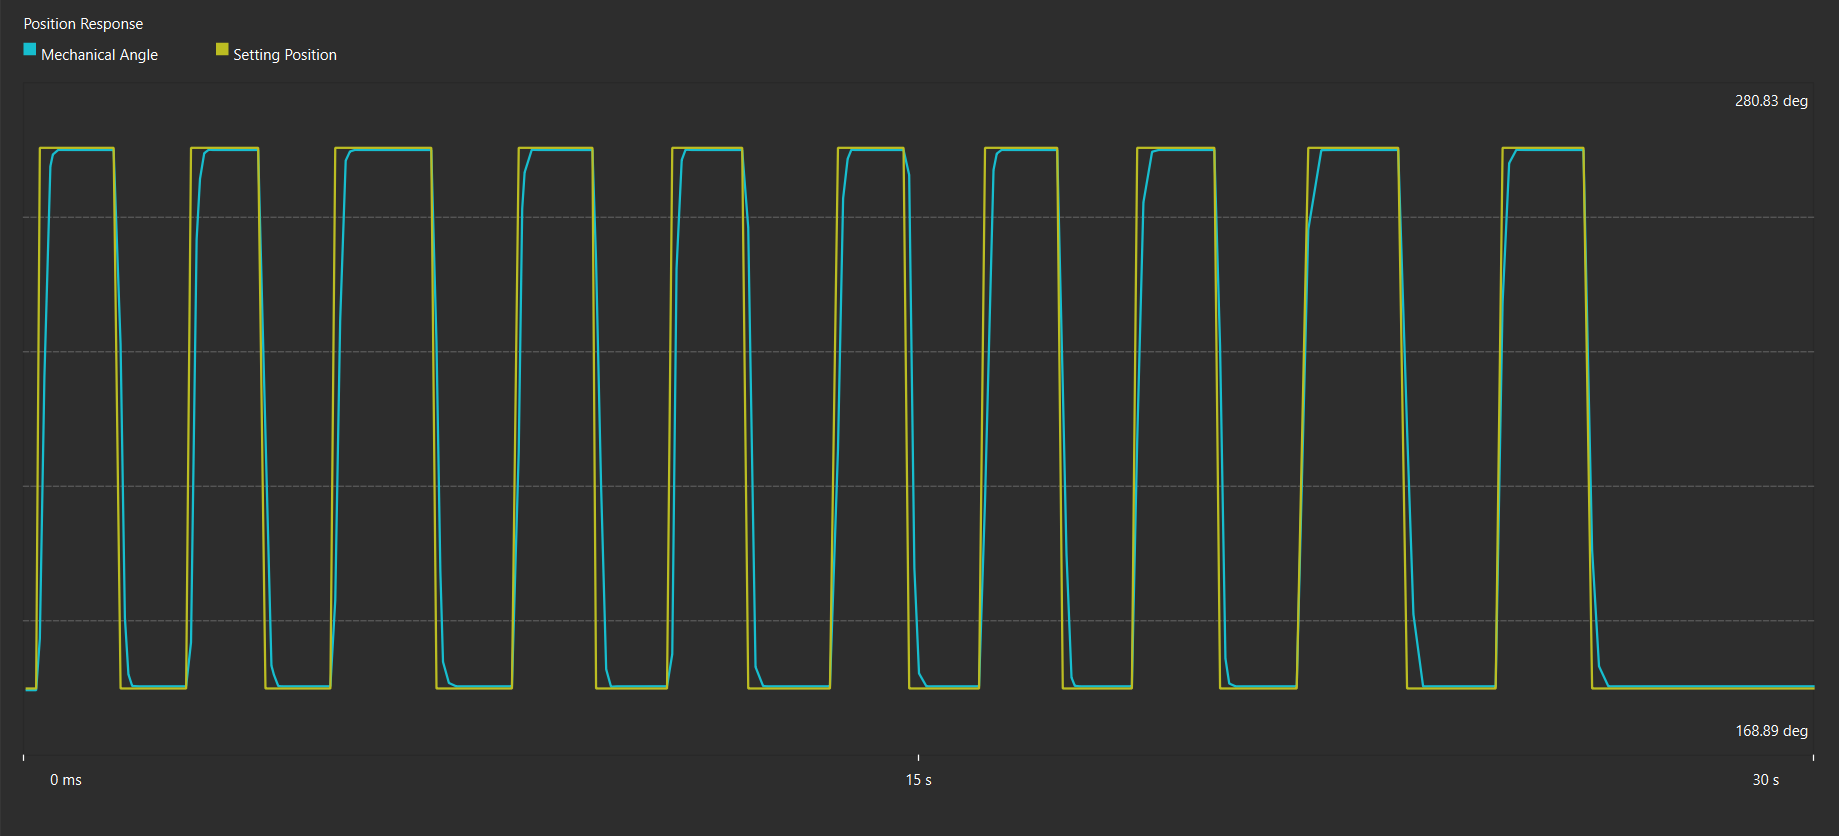 Position Response
Mechanical Angle Setting Position
280.83 deg
168.89 deg
0 ms 15 s 30 s